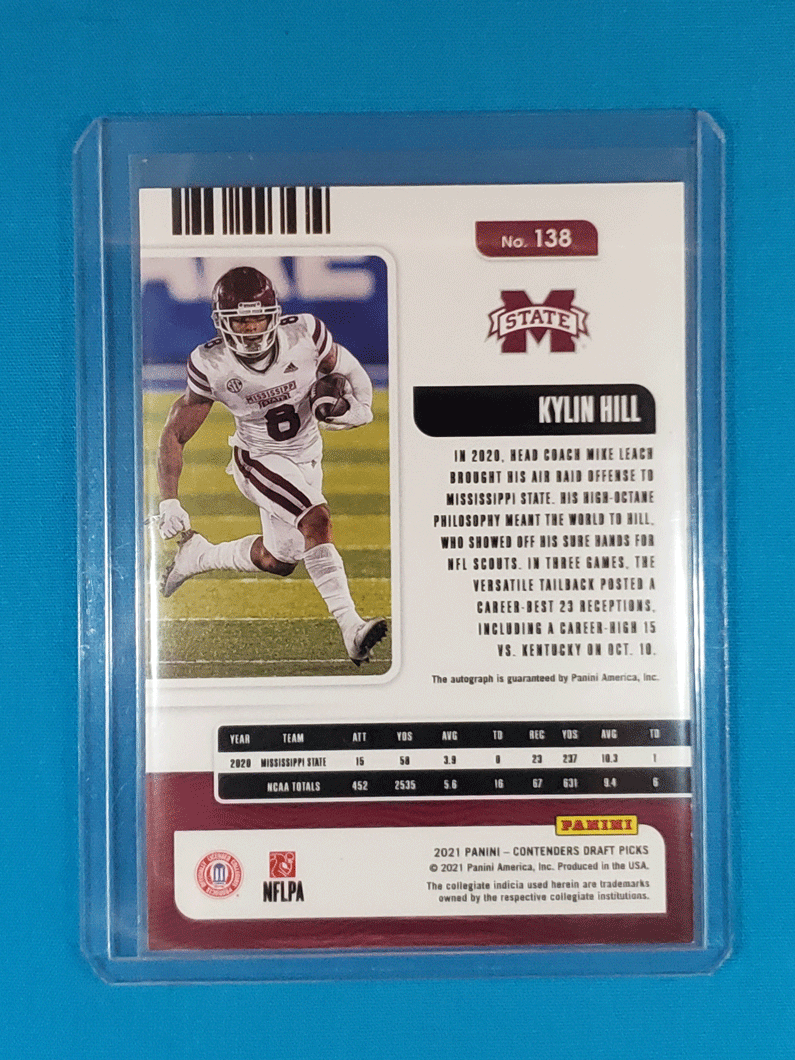 No. 138
STATE
KYLIN HILL
IN 2020, HEAD COACH MIKE LEACH
BROUGHT HIS AIR RAID OFFENSE TO
MISSISSIPPI STATE. HIS HIGH-OCTANE
PHILOSOPHY MEANT THE WORLD TO HILL,
WHO SHOWED OFF HIS SURE HANDS FOR
NFL SCOUTS. IN THREE GAMES, THE
VERSATILE TAILBACK POSTED A
CAREER-BEST 23 RECEPTIONS,
INCLUDING A CAREER-HIGH 15
VS. KENTUCKY ON OCT. 10.
The autograph is guaranteed by Panini America, Inc.
8
SEC
MISSISSIPPI
STATE
8
YEAR TEAM ATT YDS AVG TD REC YDS AVG TD
2020 MISSISSIPPI STATE 15 58 3.9 0 23 237 10.3 1
NCAA TOTALS 452 2535 5.6 16 67 631 9.4 6
PANINI
2021 PANINI – CONTENDERS DRAFT PICKS
© 2021 Panini America, Inc. Produced in the USA.
The collegiate indicia used herein are trademarks
owned by the respective collegiate institutions.
NFLPA